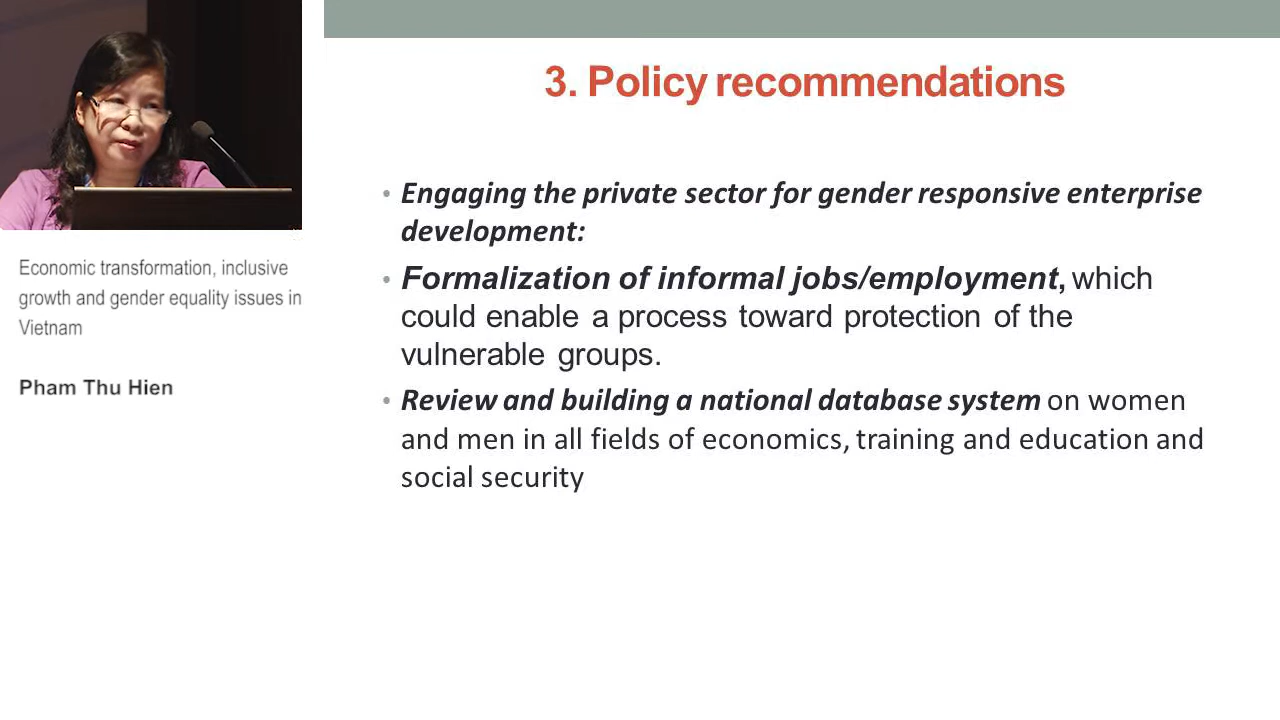 3. Policy recommendations
• Engaging the private sector for gender responsive enterprise
development:
• Formalization of informal jobs/employment, which
could enable a process toward protection of the
vulnerable groups.
• Review and building a national database system on women
and men in all fields of economics, training and education and
social security
Economic transformation, inclusive
growth and gender equality issues in
Vietnam
Pham Thu Hien